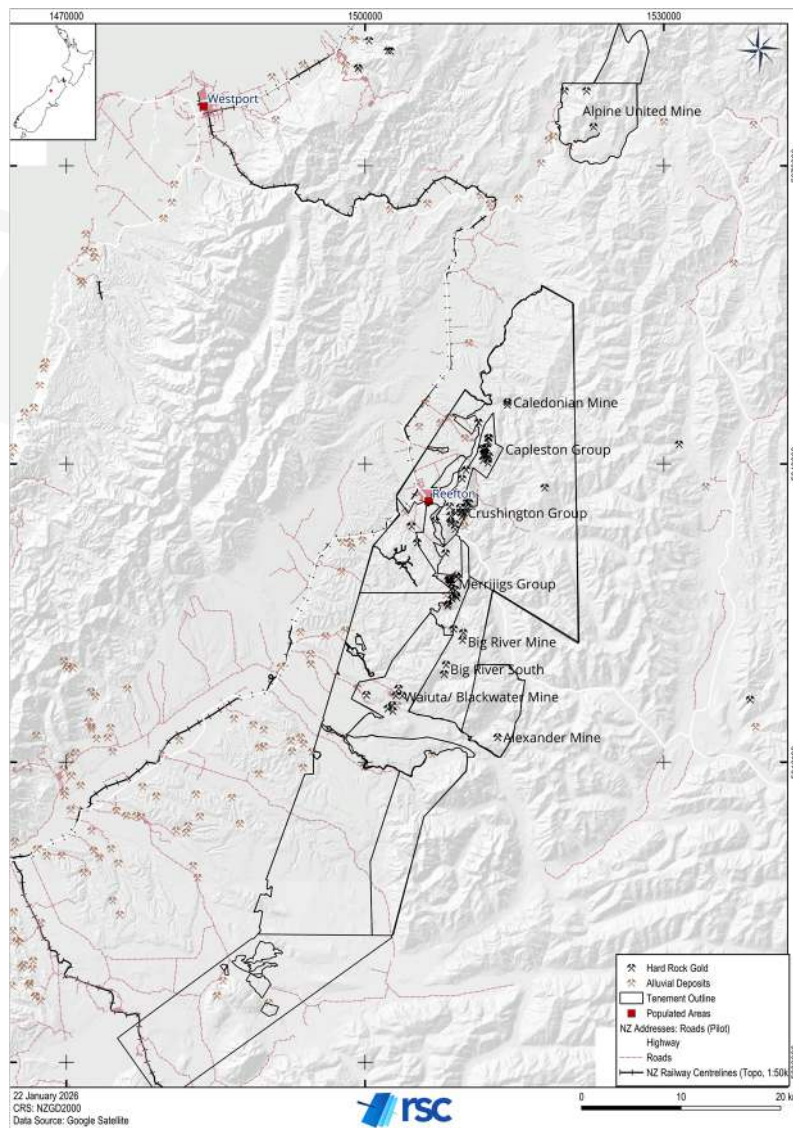 1470000
1500000
1530000
Westport
Alpine United Mine
Caledonian Mine
Capleston Group
Reefton
Crushington Group
Merrijigs Group
Big River Mine
Big River South
Waiuta/ Blackwater Mine
Alexander Mine
Hard Rock Gold
Alluvial Deposits
Tenement Outline
Populated Areas
NZ Addresses: Roads (Pilot)
Highway
Roads
NZ Railway Centrelines (Topo, 1:50k
22 January 2026
CRS: NZGD2000
Data Source: Google Satellite
rsc
0 10 20 k